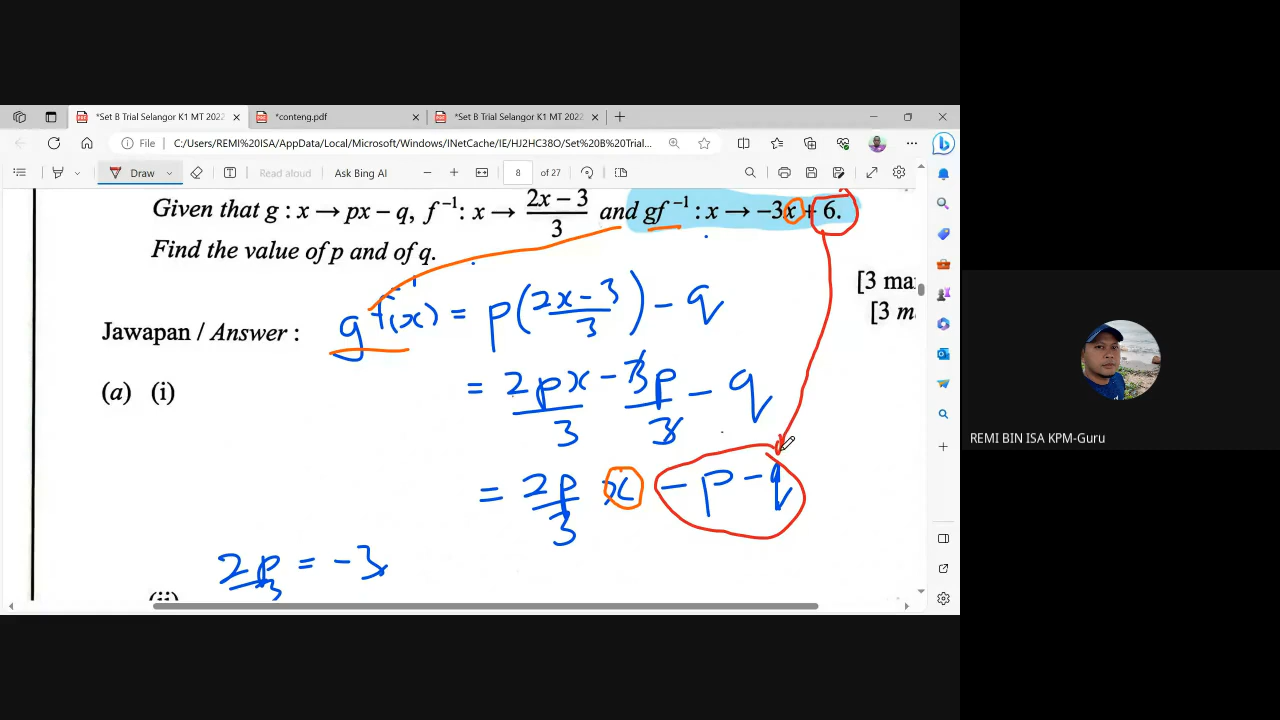 *Set B Trial Selangor K1 MT 2022 *conteng.pdf *Set B Trial Selangor K1 MT 2022
File C:/Users/REMI%20ISA/AppData/Local/Microsoft/Windows/INetCache/IE/HJ2HC38O/Set%20B%20Trial...
Draw Read aloud Ask Bing AI 8 of 27
Given that g : x → px − q, f⁻¹ : x → (2x − 3)/3 and gf⁻¹ : x → −3x + 6.
Find the value of p and of q.
[3 ma
[3 m
Jawapan / Answer :
gf⁻¹(x) = p((2x − 3)/3) − q
(a) (i)
= 2px/3 − 3p/3 − q
= 2p/3 x − p − q
2p/3 = −3
(ii)
REMI BIN ISA KPM-Guru